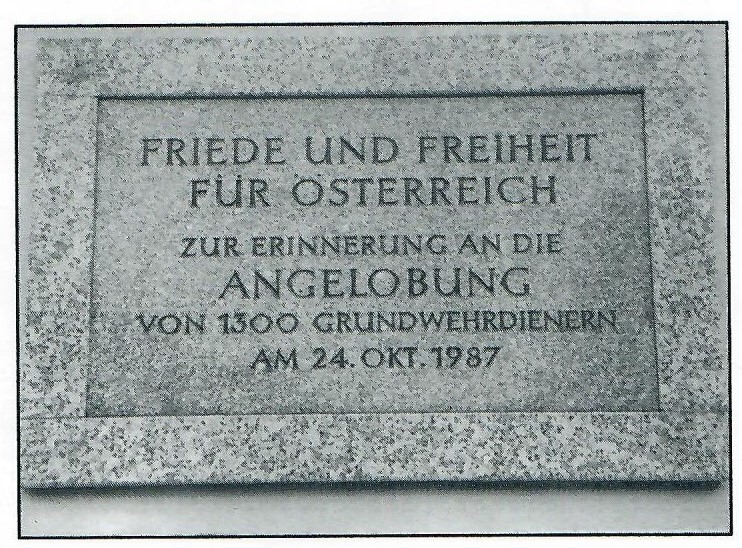 FRIEDE UND FREIHEIT
FÜR ÖSTERREICH
ZUR ERINNERUNG AN DIE
ANGELOBUNG
VON 1300 GRUNDWEHRDIENERN
AM 24. OKT. 1987